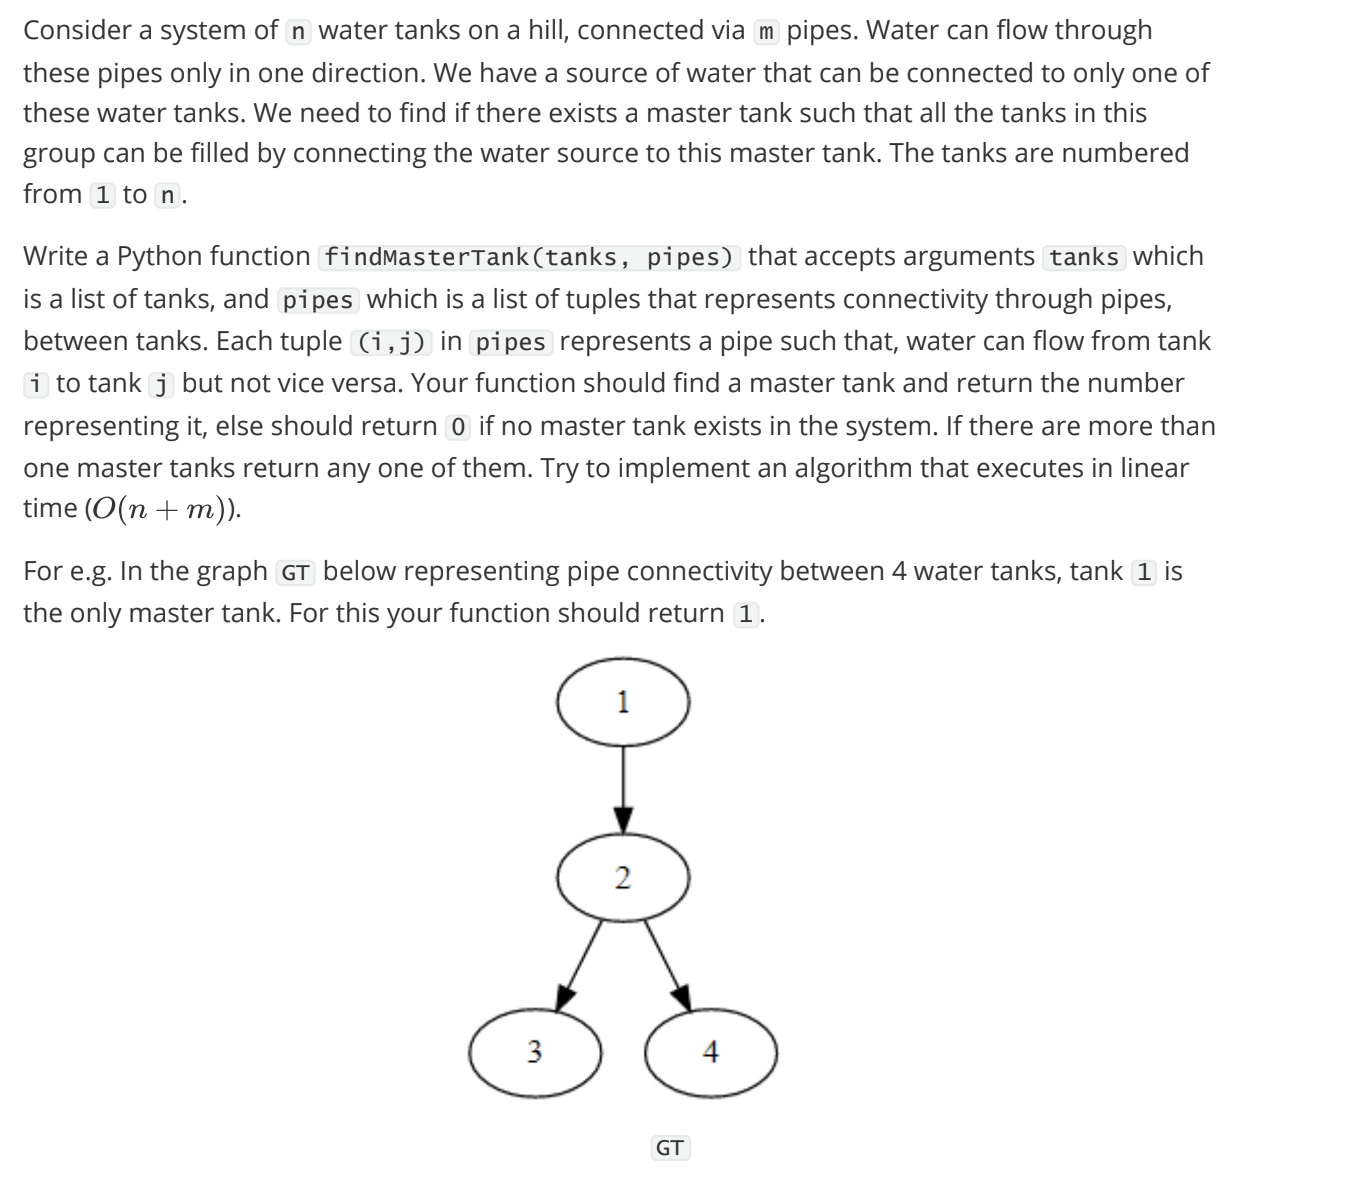 Consider a system of n water tanks on a hill, connected via m pipes. Water can flow through
these pipes only in one direction. We have a source of water that can be connected to only one of
these water tanks. We need to find if there exists a master tank such that all the tanks in this
group can be filled by connecting the water source to this master tank. The tanks are numbered
from 1 to n.
Write a Python function findMasterTank(tanks, pipes) that accepts arguments tanks which
is a list of tanks, and pipes which is a list of tuples that represents connectivity through pipes,
between tanks. Each tuple (i,j) in pipes represents a pipe such that, water can flow from tank
i to tank j but not vice versa. Your function should find a master tank and return the number
representing it, else should return 0 if no master tank exists in the system. If there are more than
one master tanks return any one of them. Try to implement an algorithm that executes in linear
time (O(n + m)).
For e.g. In the graph GT below representing pipe connectivity between 4 water tanks, tank 1 is
the only master tank. For this your function should return 1.
1
2
3 4
GT